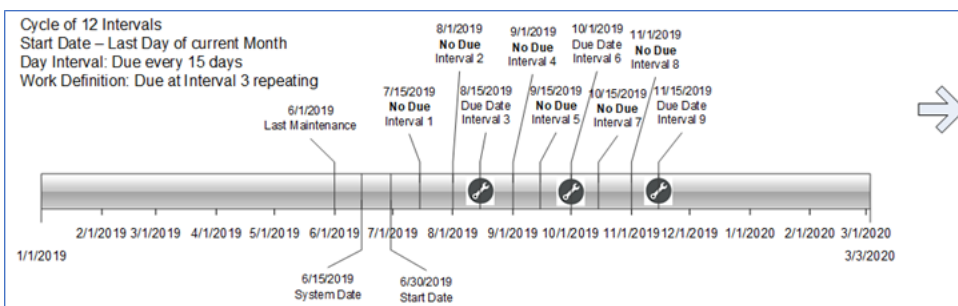 Cycle of 12 Intervals
Start Date – Last Day of current Month
Day Interval: Due every 15 days
Work Definition: Due at Interval 3 repeating
8/1/2019
No Due
Interval 2
9/1/2019
No Due
Interval 4
10/1/2019
Due Date
Interval 6
11/1/2019
No Due
Interval 8
7/15/2019
No Due
Interval 1
8/15/2019
Due Date
Interval 3
9/15/2019
No Due
Interval 5
10/15/2019
No Due
Interval 7
11/15/2019
Due Date
Interval 9
6/1/2019
Last Maintenance
2/1/2019 3/1/2019 4/1/2019 5/1/2019 6/1/2019 7/1/2019 8/1/2019 9/1/2019 10/1/2019 11/1/2019 12/1/2019 1/1/2020 2/1/2020 3/1/2020
1/1/2019 3/3/2020
6/15/2019
System Date
6/30/2019
Start Date